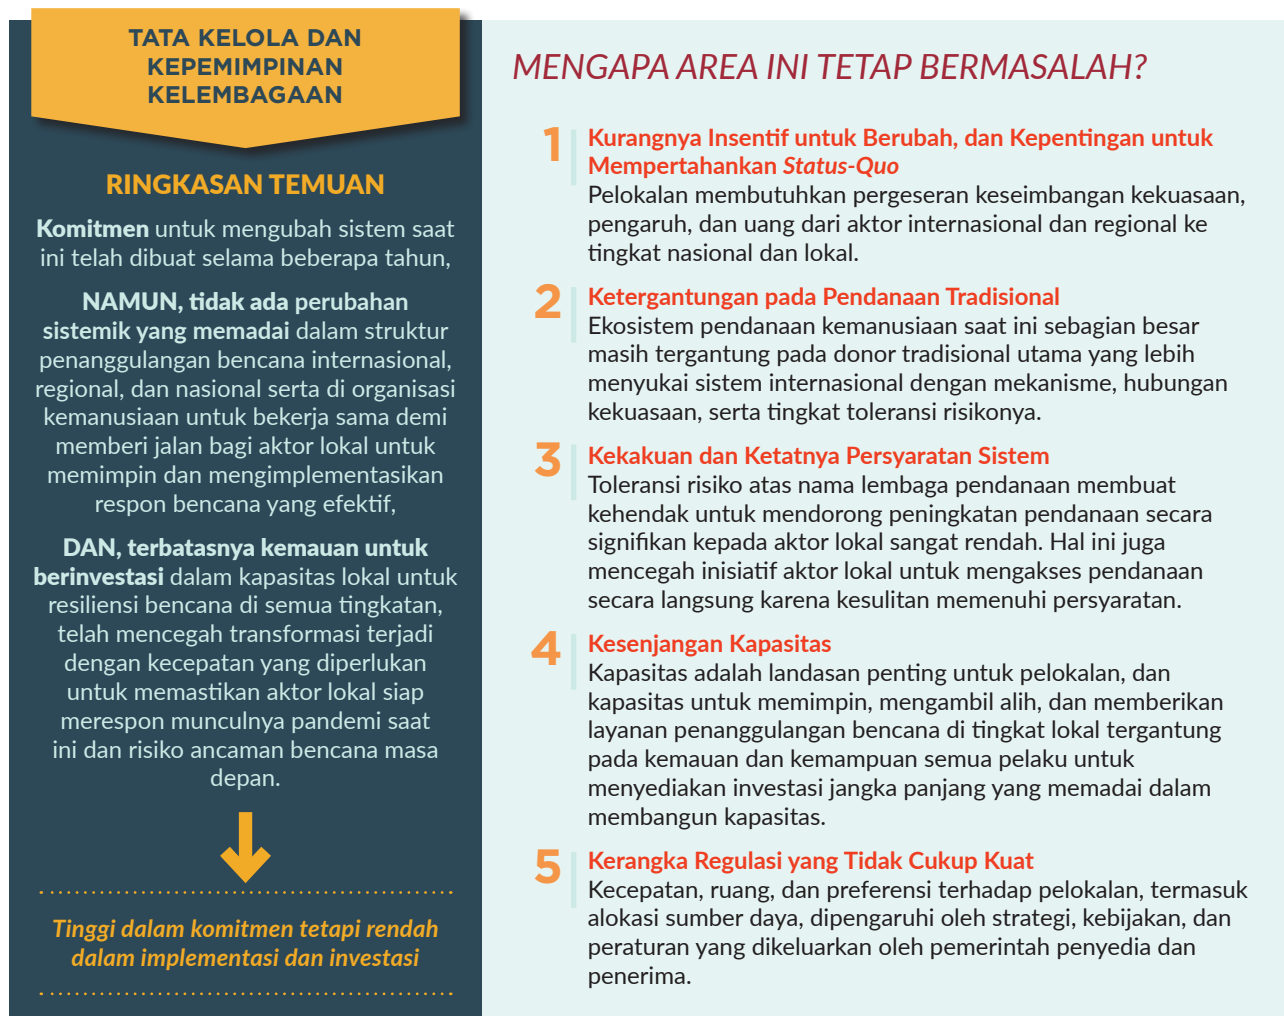 TATA KELOLA DAN
KEPEMIMPINAN
KELEMBAGAAN
RINGKASAN TEMUAN
Komitmen untuk mengubah sistem saat
ini telah dibuat selama beberapa tahun,
NAMUN, tidak ada perubahan
sistemik yang memadai dalam struktur
penanggulangan bencana internasional,
regional, dan nasional serta di organisasi
kemanusiaan untuk bekerja sama demi
memberi jalan bagi aktor lokal untuk
memimpin dan mengimplementasikan
respon bencana yang efektif,
DAN, terbatasnya kemauan untuk
berinvestasi dalam kapasitas lokal untuk
resiliensi bencana di semua tingkatan,
telah mencegah transformasi terjadi
dengan kecepatan yang diperlukan
untuk memastikan aktor lokal siap
merespon munculnya pandemi saat
ini dan risiko ancaman bencana masa
depan.
Tinggi dalam komitmen tetapi rendah
dalam implementasi dan investasi
MENGAPA AREA INI TETAP BERMASALAH?
1 Kurangnya Insentif untuk Berubah, dan Kepentingan untuk
Mempertahankan Status-Quo
Pelokalan membutuhkan pergeseran keseimbangan kekuasaan,
pengaruh, dan uang dari aktor internasional dan regional ke
tingkat nasional dan lokal.
2 Ketergantungan pada Pendanaan Tradisional
Ekosistem pendanaan kemanusiaan saat ini sebagian besar
masih tergantung pada donor tradisional utama yang lebih
menyukai sistem internasional dengan mekanisme, hubungan
kekuasaan, serta tingkat toleransi risikonya.
3 Kekakuan dan Ketatnya Persyaratan Sistem
Toleransi risiko atas nama lembaga pendanaan membuat
kehendak untuk mendorong peningkatan pendanaan secara
signifikan kepada aktor lokal sangat rendah. Hal ini juga
mencegah inisiatif aktor lokal untuk mengakses pendanaan
secara langsung karena kesulitan memenuhi persyaratan.
4 Kesenjangan Kapasitas
Kapasitas adalah landasan penting untuk pelokalan, dan
kapasitas untuk memimpin, mengambil alih, dan memberikan
layanan penanggulangan bencana di tingkat lokal tergantung
pada kemauan dan kemampuan semua pelaku untuk
menyediakan investasi jangka panjang yang memadai dalam
membangun kapasitas.
5 Kerangka Regulasi yang Tidak Cukup Kuat
Kecepatan, ruang, dan preferensi terhadap pelokalan, termasuk
alokasi sumber daya, dipengaruhi oleh strategi, kebijakan, dan
peraturan yang dikeluarkan oleh pemerintah penyedia dan
penerima.